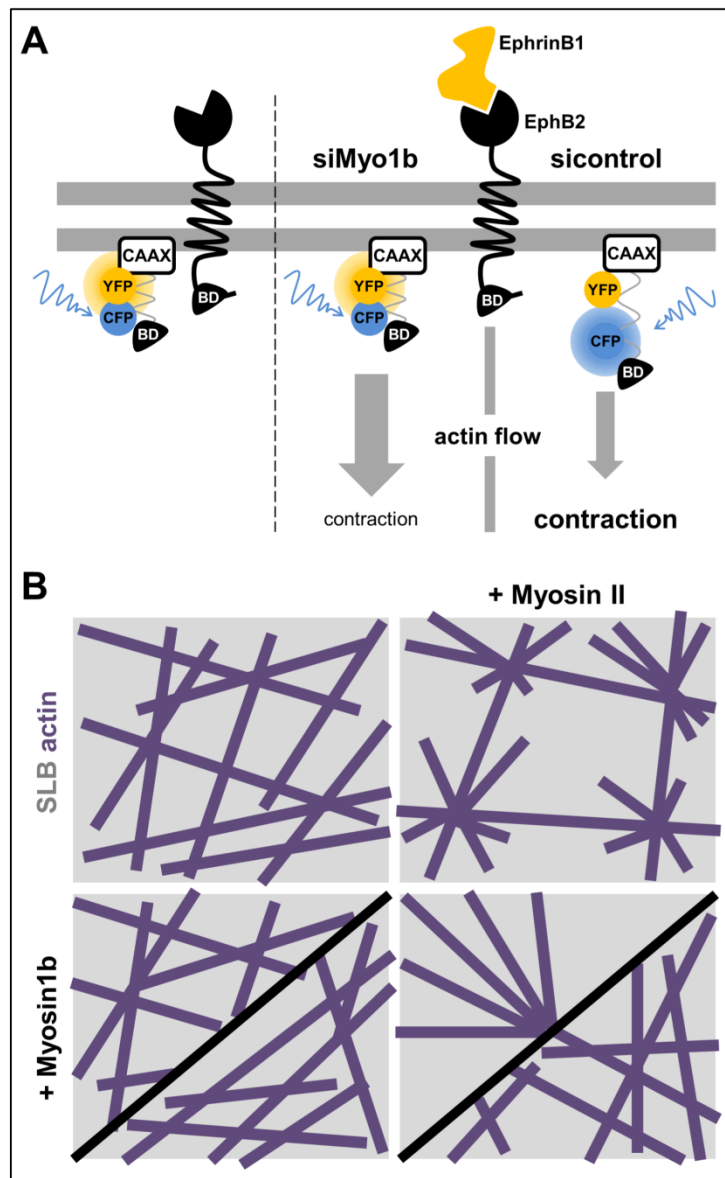 A
EphrinB1
EphB2
siMyo1b
sicontrol
CAAX
YFP
CFP
BD
BD
CAAX
YFP
CFP
BD
BD
CAAX
YFP
CFP
BD
actin flow
contraction
contraction
B
+ Myosin II
SLB actin
+ Myosin1b